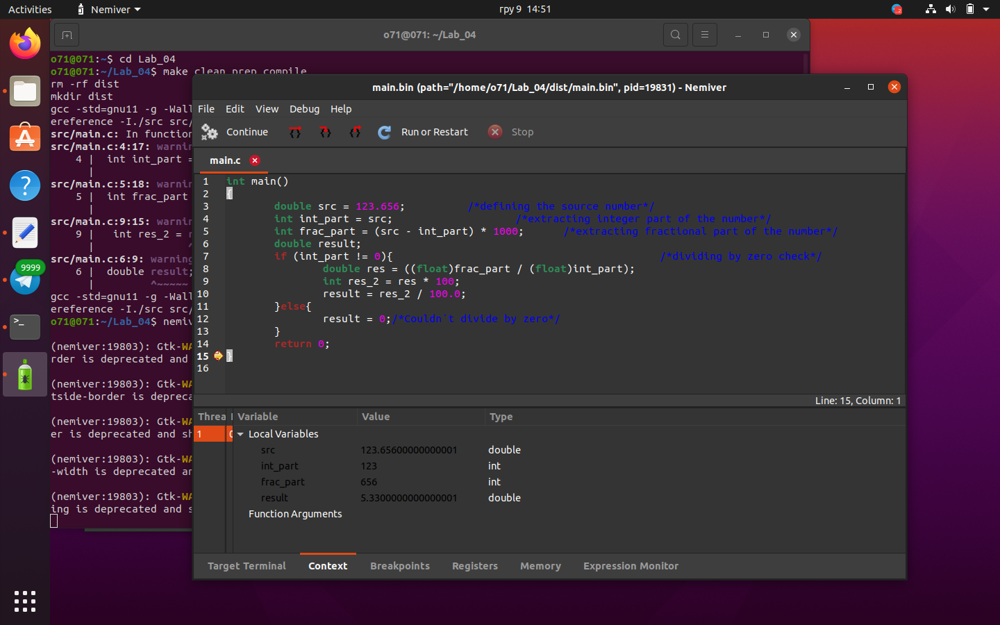 Activities
Nemiver
гру 9 14:51
o71@071: ~/Lab_04
o71@071:~$ cd Lab_04
o71@071:~/Lab_04$ make clean prep compile
rm -rf dist
mkdir dist
gcc -std=gnu11 -g -Wall
ereference -I./src src/
src/main.c: In function
src/main.c:4:17: warning
4 | int int_part =
|
src/main.c:5:18: warning
5 | int frac_part
|
src/main.c:9:15: warning
9 | int res_2 = r
| ^
src/main.c:6:9: warning
6 | double result;
| ^~~~~~
gcc -std=gnu11 -g -Wall
ereference -I./src src/
o71@071:~/Lab_04$ nemiv
(nemiver:19803): Gtk-WA
rder is deprecated and
(nemiver:19803): Gtk-WA
tside-border is depreca
(nemiver:19803): Gtk-WA
er is deprecated and sh
(nemiver:19803): Gtk-WA
-width is deprecated an
(nemiver:19803): Gtk-WA
ing is deprecated and s
9999
main.bin (path="/home/o71/Lab_04/dist/main.bin", pid=19831) - Nemiver
File Edit View Debug Help
Continue Run or Restart Stop
main.c
1 int main()
2 {
3 double src = 123.656; /*defining the source number*/
4 int int_part = src; /*extracting integer part of the number*/
5 int frac_part = (src - int_part) * 1000; /*extracting fractional part of the number*/
6 double result;
7 if (int_part != 0){ /*dividing by zero check*/
8 double res = ((float)frac_part / (float)int_part);
9 int res_2 = res * 100;
10 result = res_2 / 100.0;
11 }else{
12 result = 0;/*Couldn`t divide by zero*/
13 }
14 return 0;
15 }
16
Line: 15, Column: 1
Threa Variable Value Type
1 Local Variables
src 123.65600000000001 double
int_part 123 int
frac_part 656 int
result 5.3300000000000001 double
Function Arguments
Target Terminal Context Breakpoints Registers Memory Expression Monitor